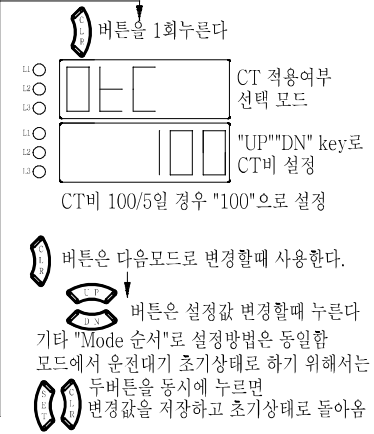 CLR 버튼을 1회누른다
L1
L2 CT 적용여부
L3 OtC 선택 모드
L1
L2 100 "UP""DN" key로
L3 CT비 설정
CT비 100/5일 경우 "100"으로 설정
CLR 버튼은 다음모드로 변경할때 사용한다.
UP
DN 버튼은 설정값 변경할때 누른다
기타 "Mode 순서"로 설정방법은 동일함
모드에서 운전대기 초기상태로 하기 위해서는
SET CLR 두버튼을 동시에 누르면
변경값을 저장하고 초기상태로 돌아옴